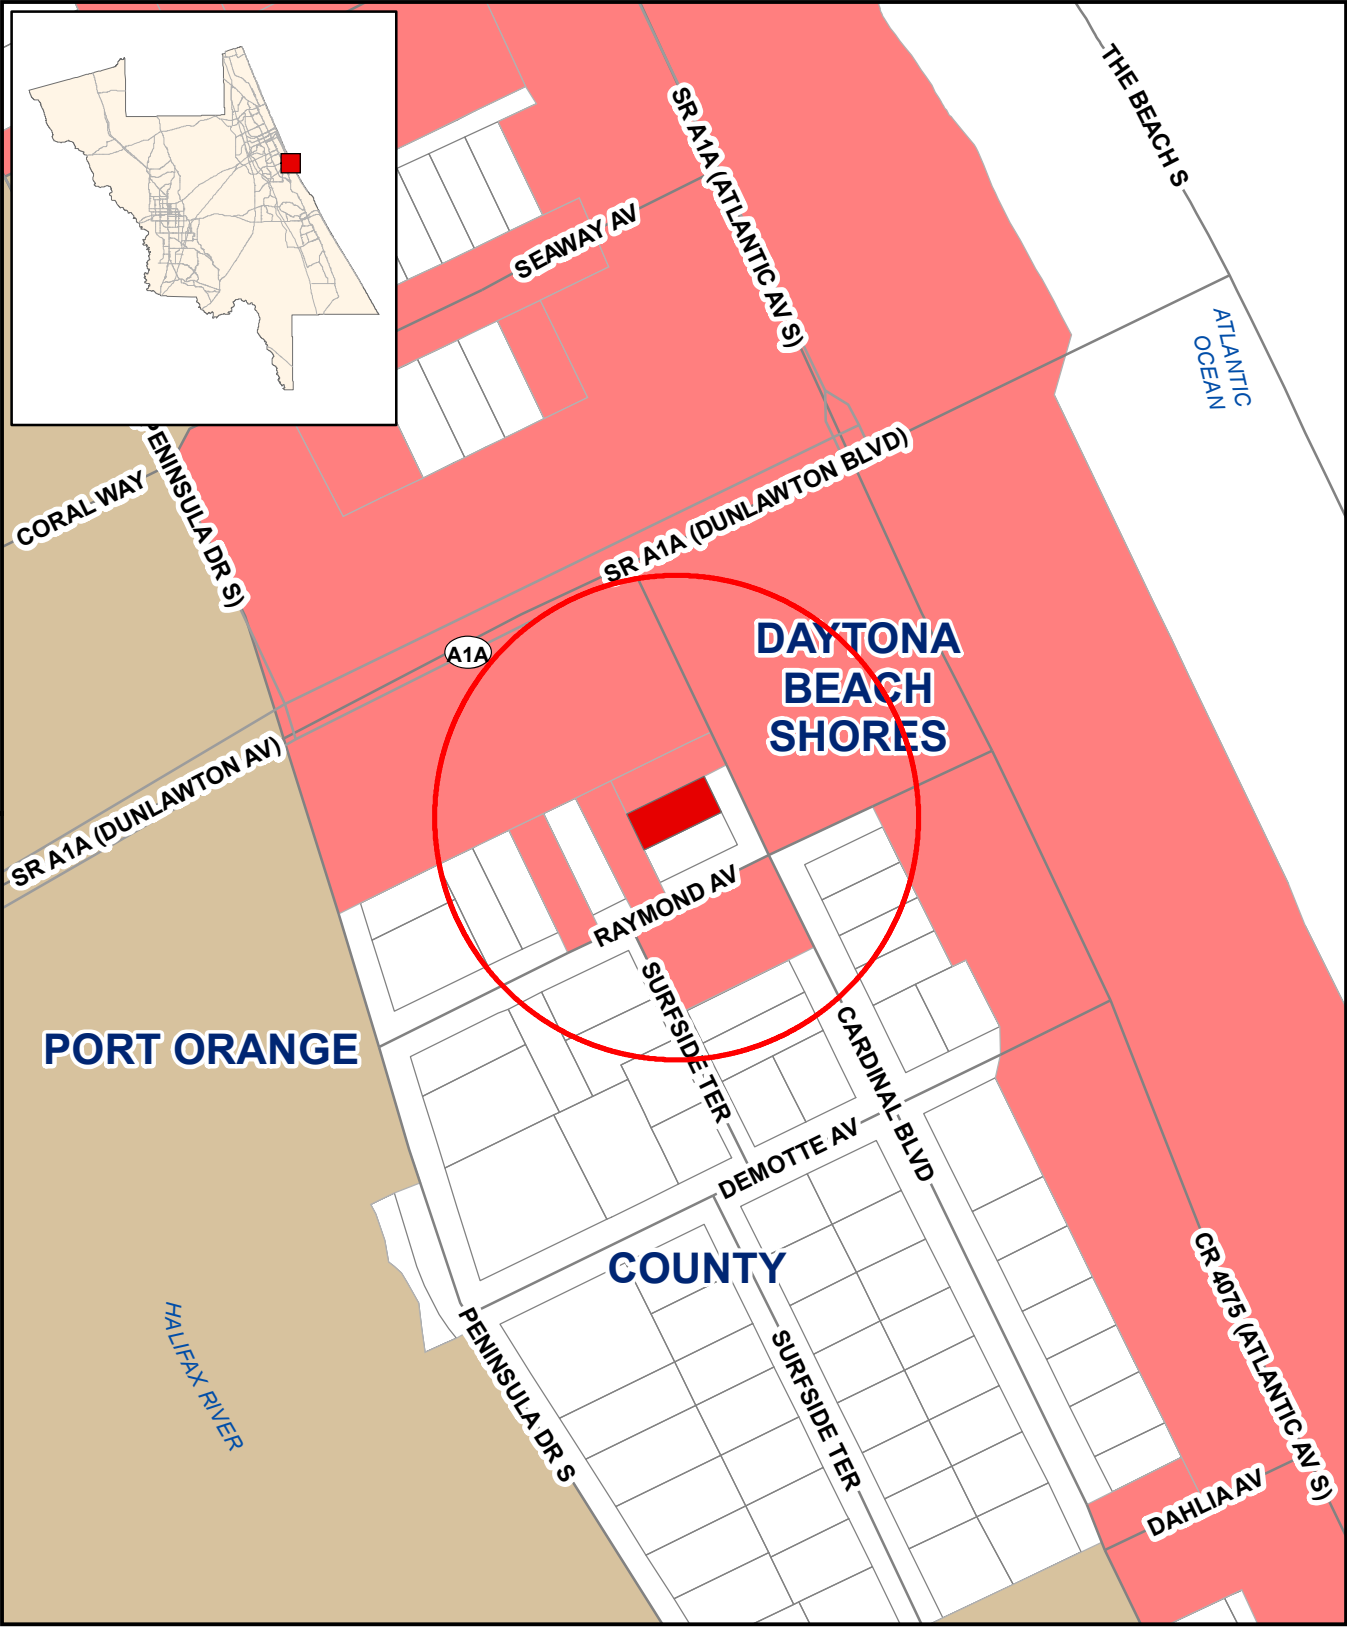 THE BEACH S
SR A1A (ATLANTIC AV S)
SEAWAY AV
ATLANTIC
OCEAN
PENINSULA DR S)
CORAL WAY
SR A1A (DUNLAWTON BLVD)
A1A
DAYTONA
BEACH
SHORES
SR A1A (DUNLAWTON AV)
RAYMOND AV
SURFSIDE TER
CARDINAL BLVD
PORT ORANGE
DEMOTTE AV
COUNTY
HALIFAX RIVER
PENINSULA DR S
SURFSIDE TER
CR 4075 (ATLANTIC AV S)
DAHLIA AV